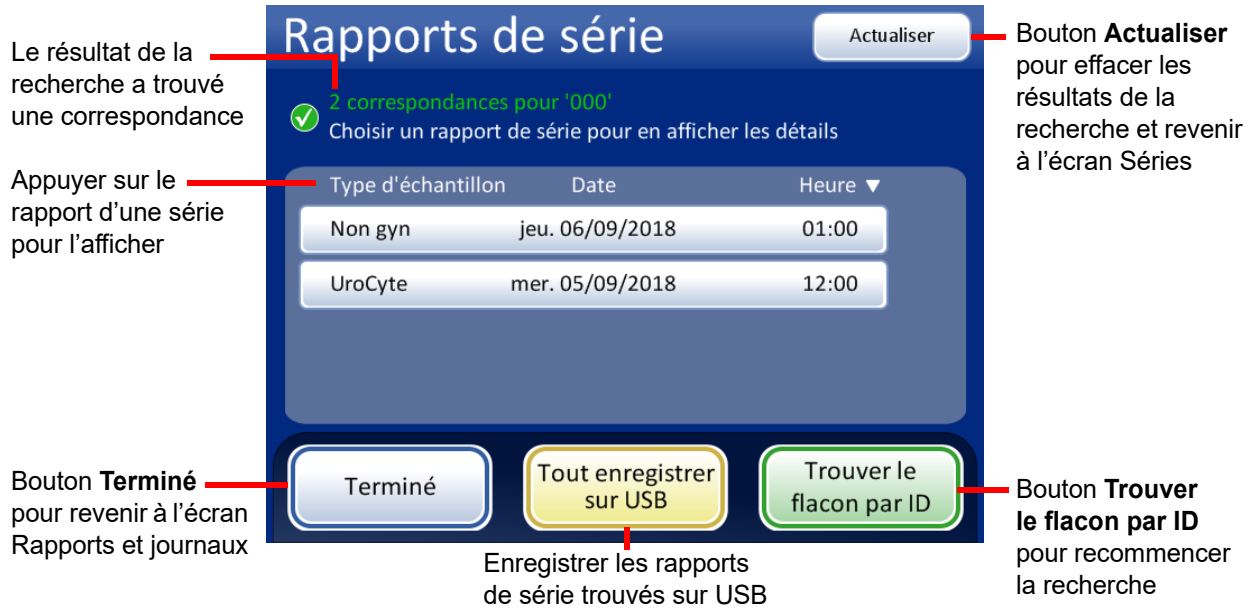 Le résultat de la
recherche a trouvé
une correspondance
Appuyer sur le
rapport d’une série
pour l’afficher
Bouton Terminé
pour revenir à l’écran
Rapports et journaux
Rapports de série
Actualiser
2 correspondances pour '000'
Choisir un rapport de série pour en afficher les détails
Type d'échantillon Date Heure ▼
Non gyn jeu. 06/09/2018 01:00
UroCyte mer. 05/09/2018 12:00
Terminé
Tout enregistrer
sur USB
Trouver le
flacon par ID
Enregistrer les rapports
de série trouvés sur USB
Bouton Actualiser
pour effacer les
résultats de la
recherche et revenir
à l’écran Séries
Bouton Trouver
le flacon par ID
pour recommencer
la recherche